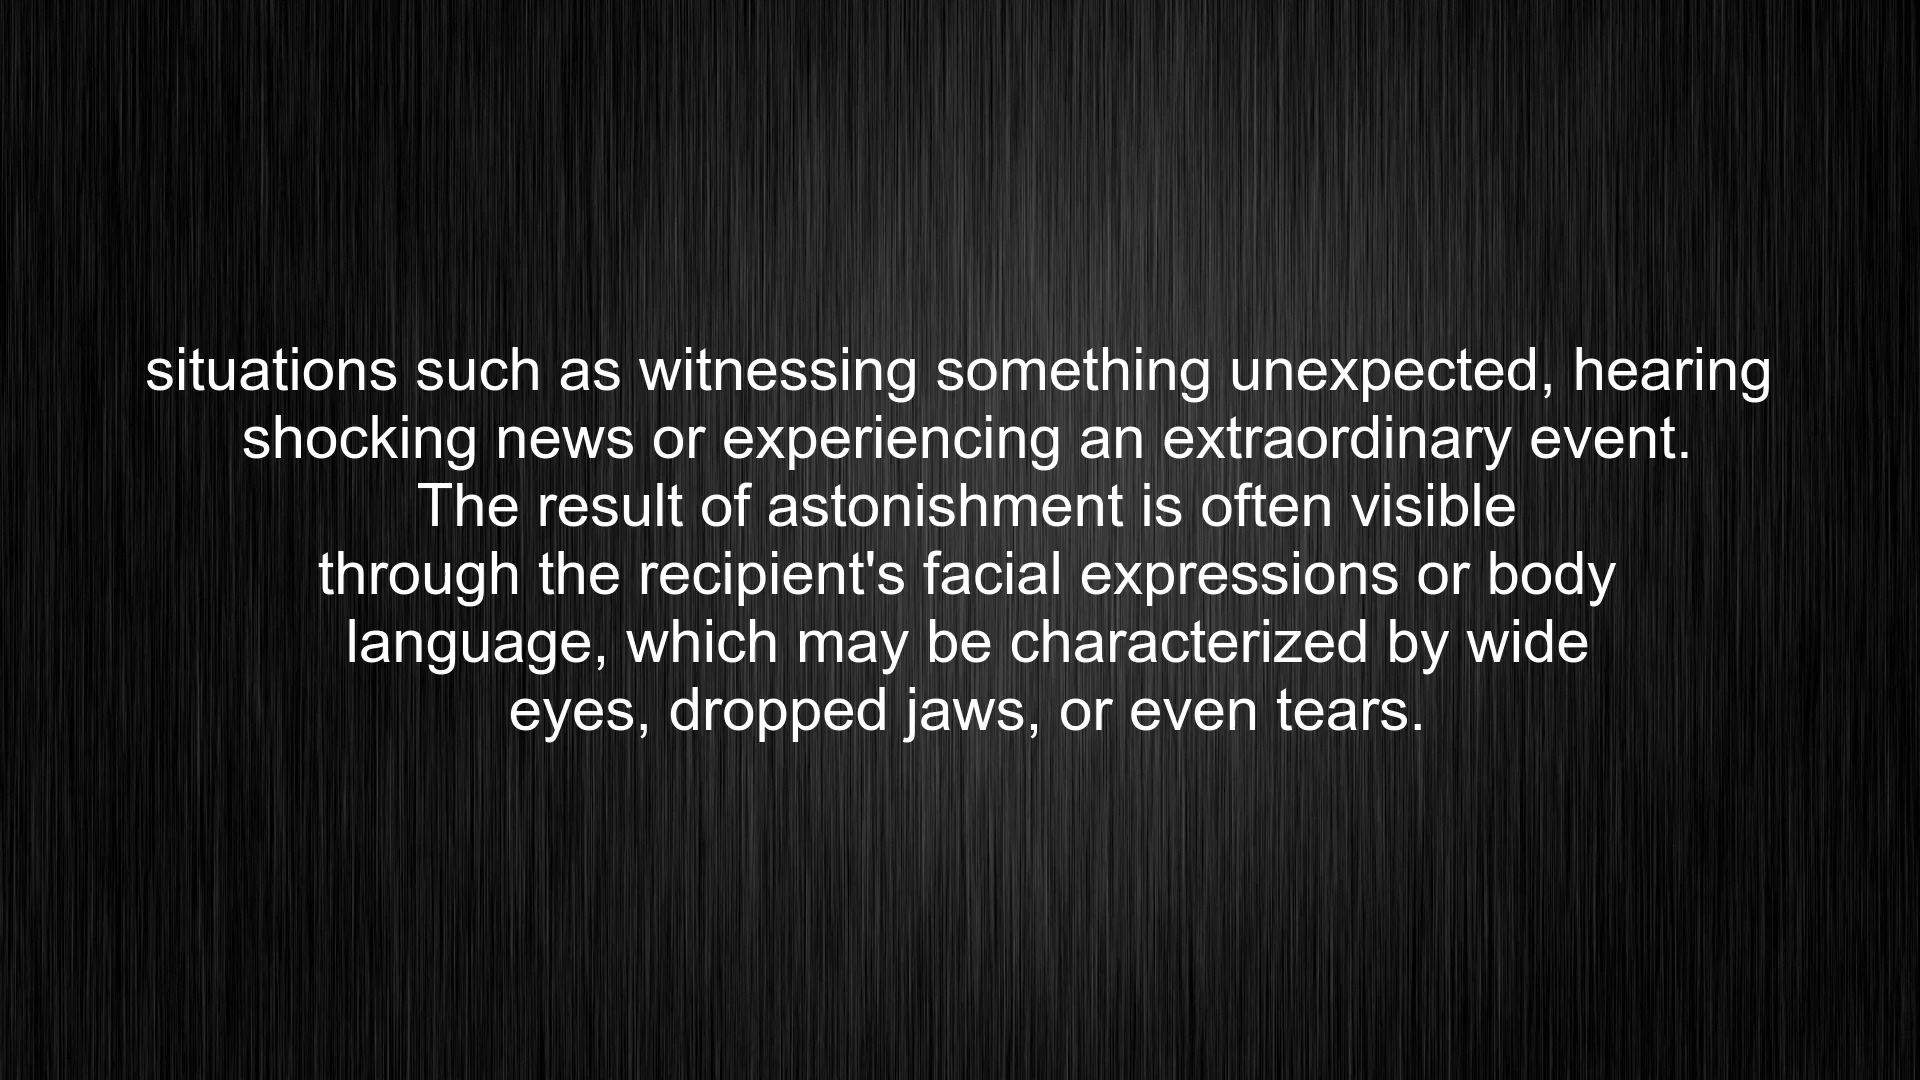 situations such as witnessing something unexpected, hearing
shocking news or experiencing an extraordinary event.
The result of astonishment is often visible
through the recipient's facial expressions or body
language, which may be characterized by wide
eyes, dropped jaws, or even tears.